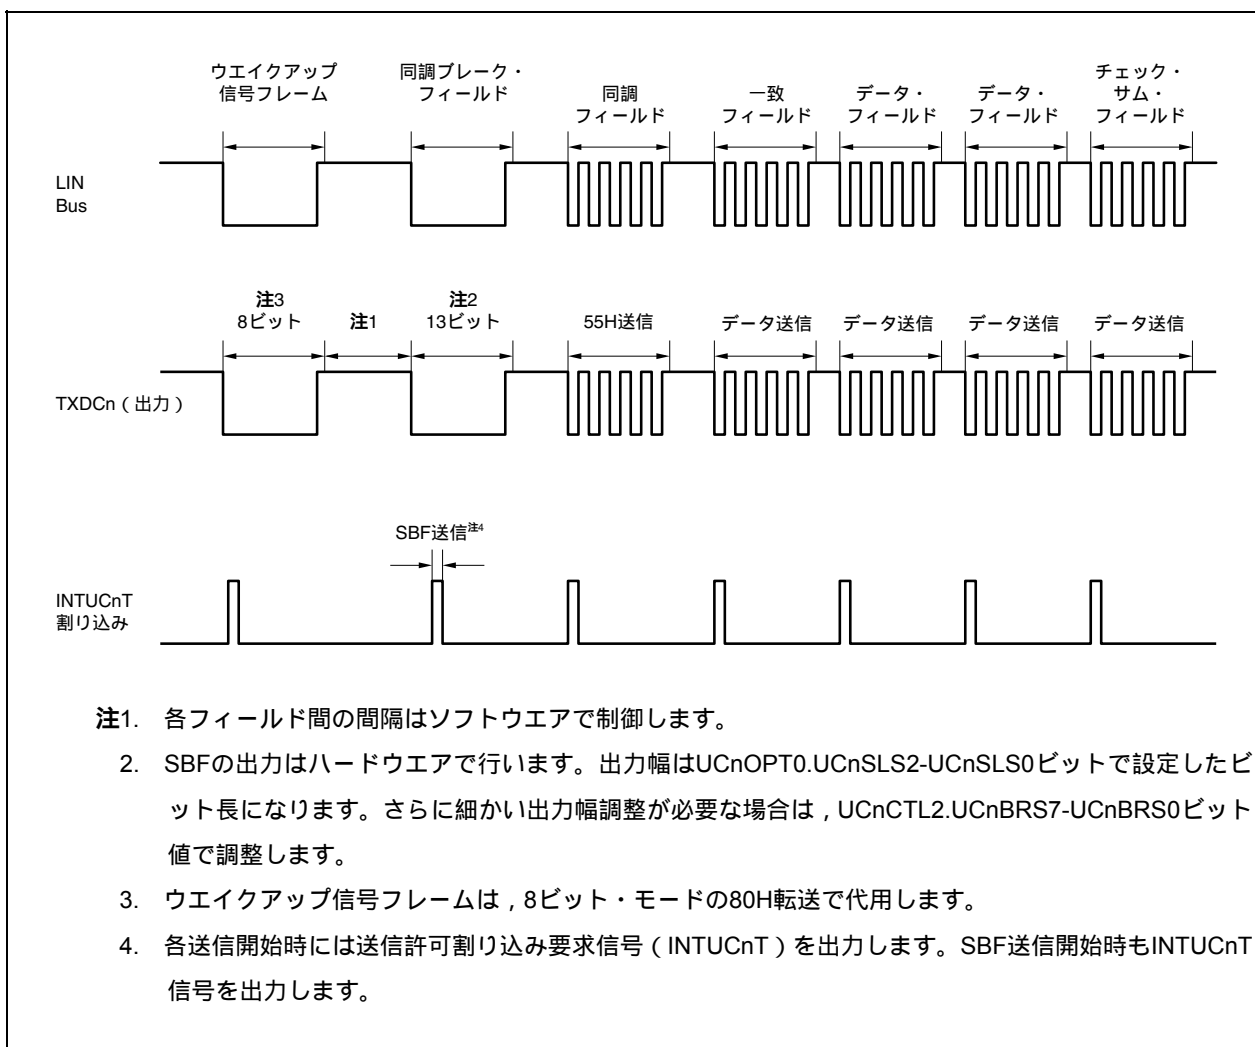 ウエイクアップ
信号フレーム
同調ブレーク・
フィールド
同調
フィールド
一致
フィールド
データ・
フィールド
データ・
フィールド
チェック・
サム・
フィールド
LIN
Bus
注3
8ビット
注1
注2
13ビット
55H送信
データ送信
データ送信
データ送信
データ送信
TXDCn(出力)
SBF送信注4
INTUCnT
割り込み
注1. 各フィールド間の間隔はソフトウエアで制御します。
2. SBFの出力はハードウエアで行います。出力幅はUCnOPT0.UCnSLS2-UCnSLS0ビットで設定したビ
ット長になります。さらに細かい出力幅調整が必要な場合は,UCnCTL2.UCnBRS7-UCnBRS0ビット
値で調整します。
3. ウエイクアップ信号フレームは,8ビット・モードの80H転送で代用します。
4. 各送信開始時には送信許可割り込み要求信号(INTUCnT)を出力します。SBF送信開始時もINTUCnT
信号を出力します。